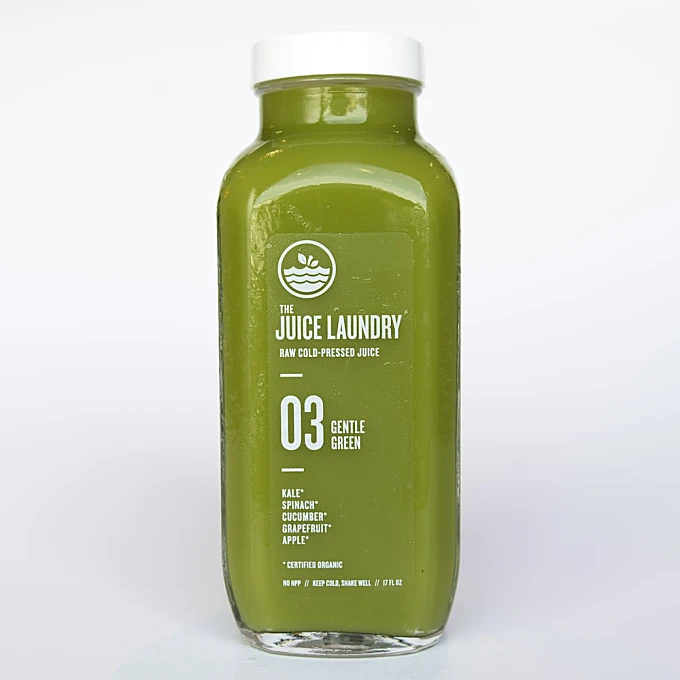 THE
JUICE LAUNDRY
RAW COLD-PRESSED JUICE
03 GENTLE
GREEN
KALE*
SPINACH*
CUCUMBER*
GRAPEFRUIT*
APPLE*
* CERTIFIED ORGANIC
NO HPP // KEEP COLD, SHAKE WELL // 17 FL OZ